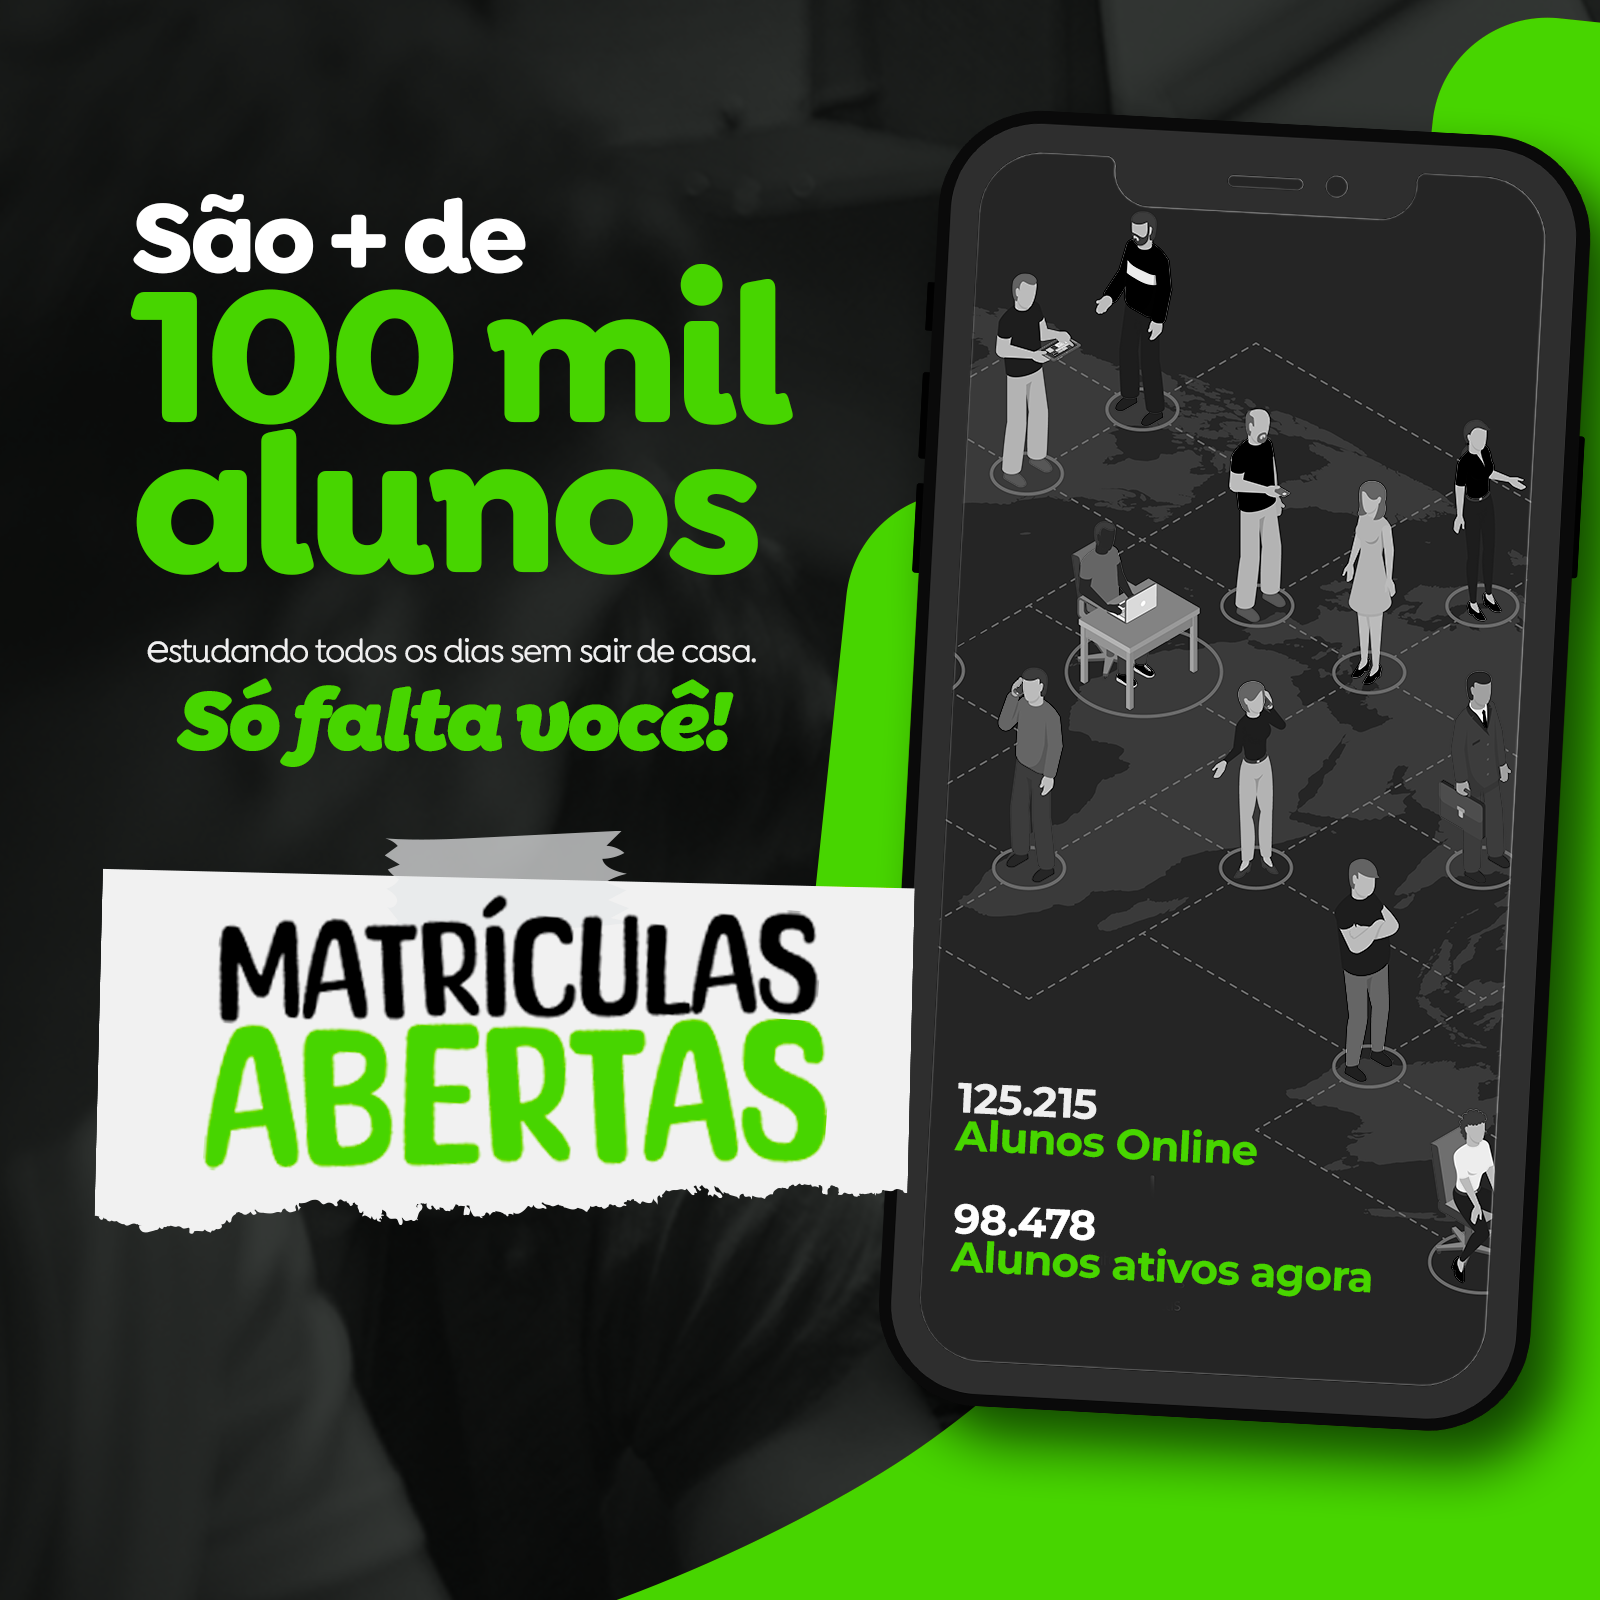 São + de
100 mil
alunos
estudando todos os dias sem sair de casa.
Só falta você!
MATRÍCULAS
ABERTAS
125.215
Alunos Online
98.478
Alunos ativos agora